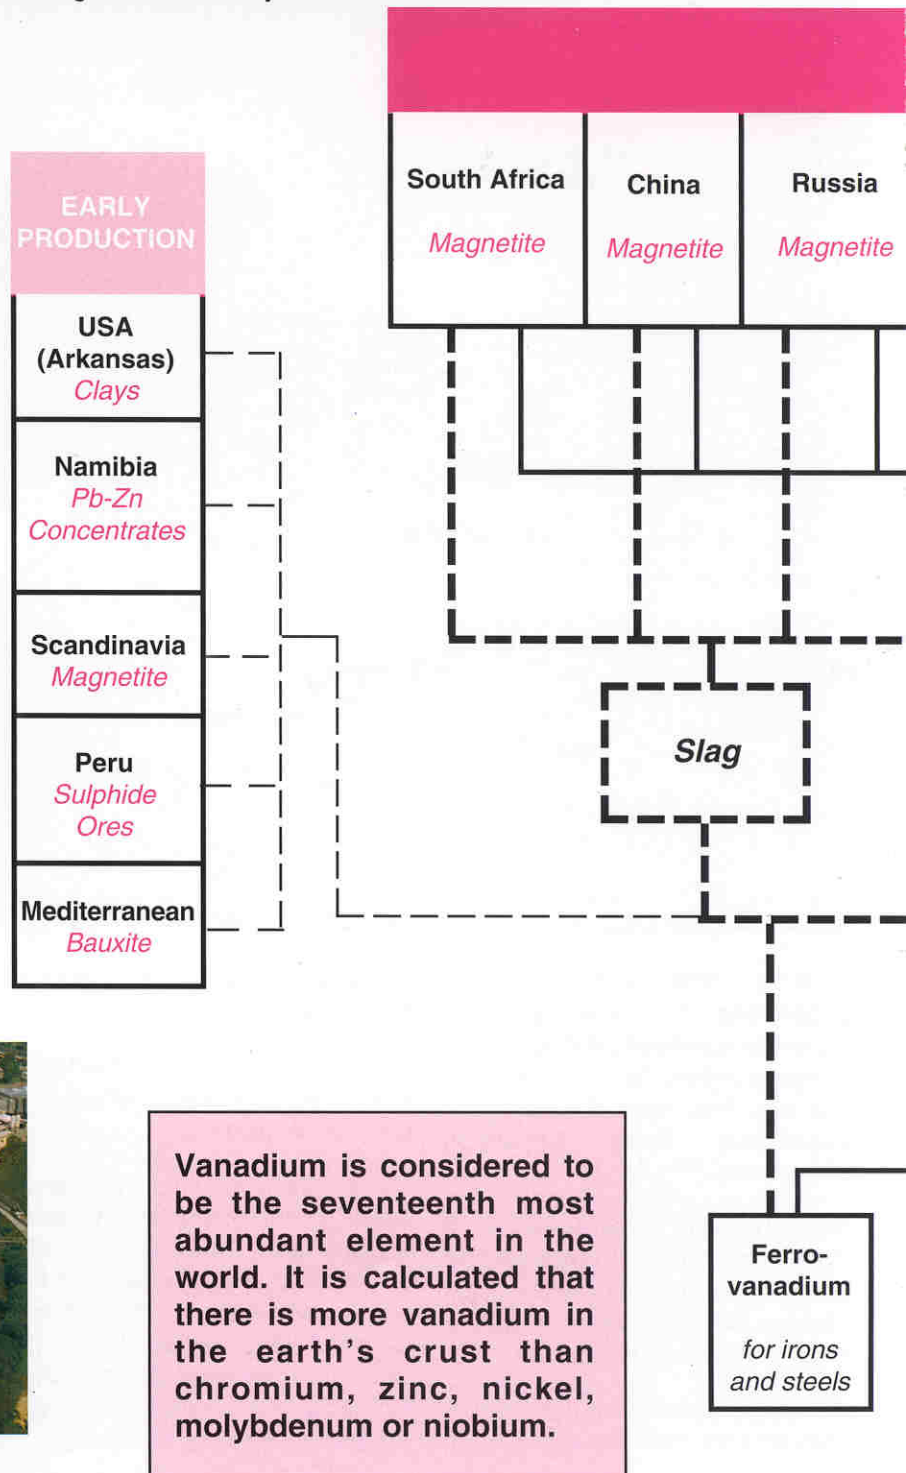 EARLY
PRODUCTION
USA
(Arkansas)
Clays
Namibia
Pb-Zn
Concentrates
Scandinavia
Magnetite
Peru
Sulphide
Ores
Mediterranean
Bauxite
South Africa
Magnetite
China
Magnetite
Russia
Magnetite
Slag
Ferro-
vanadium
for irons
and steels
Vanadium is considered to
be the seventeenth most
abundant element in the
world. It is calculated that
there is more vanadium in
the earth's crust than
chromium, zinc, nickel,
molybdenum or niobium.